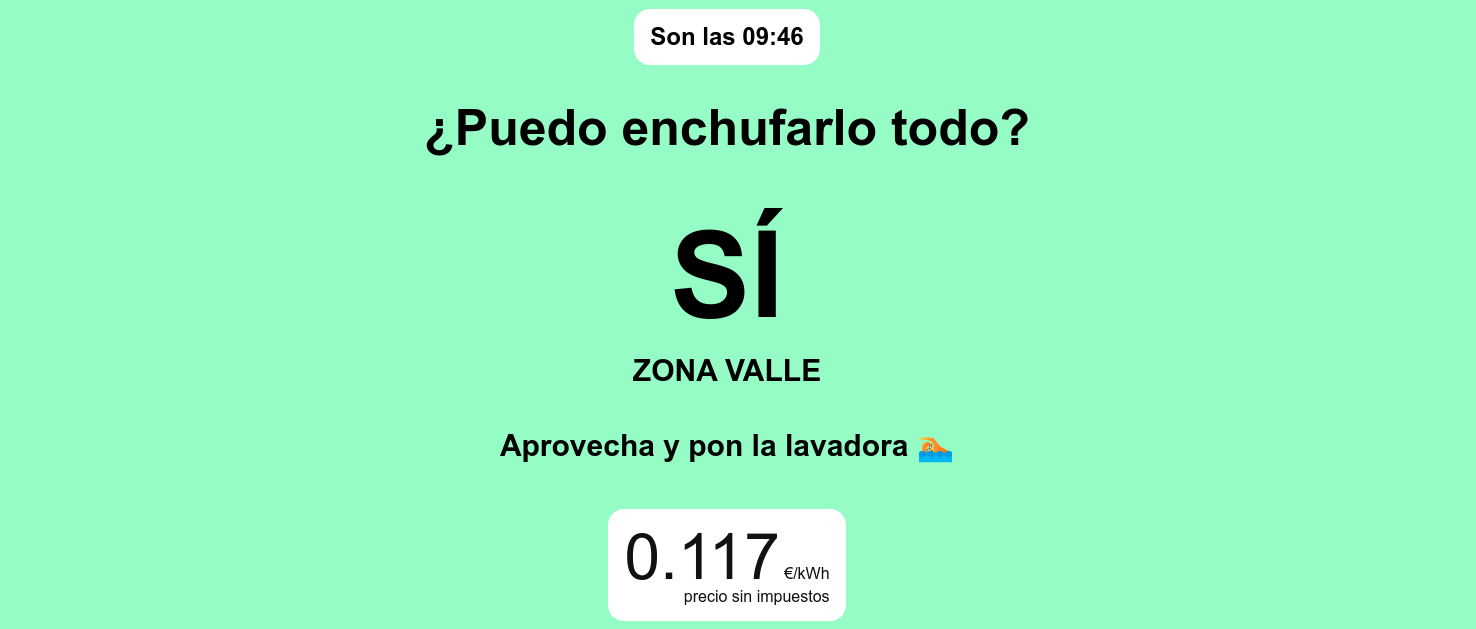 Son las 09:46
¿Puedo enchufarlo todo?
SÍ
ZONA VALLE
Aprovecha y pon la lavadora 🏊
0.117 €/kWh
precio sin impuestos